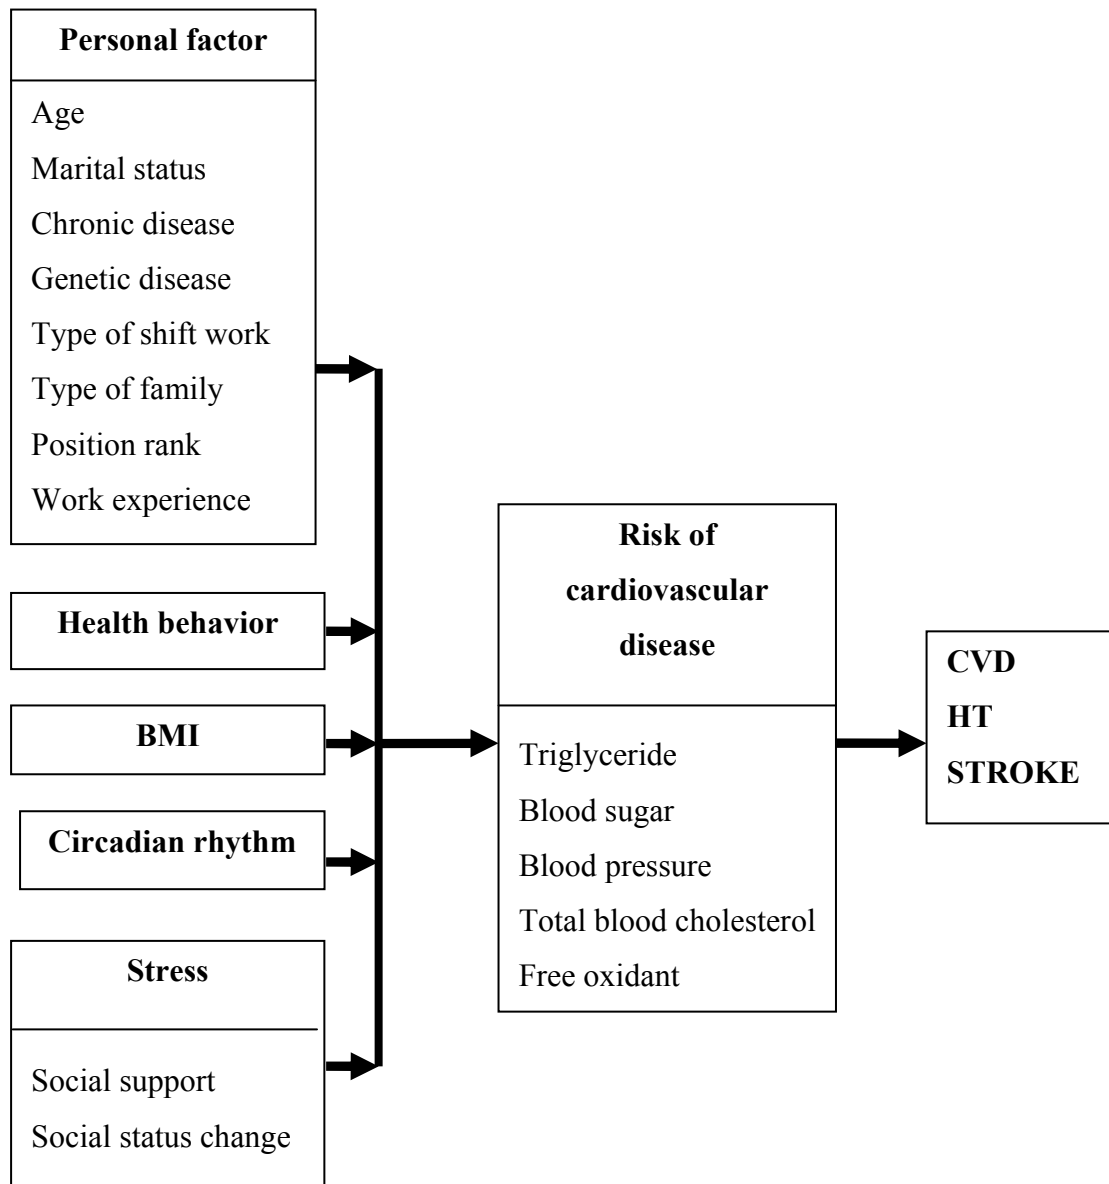 Personal factor
Age
Marital status
Chronic disease
Genetic disease
Type of shift work
Type of family
Position rank
Work experience
Health behavior
BMI
Circadian rhythm
Stress
Social support
Social status change
Risk of
cardiovascular
disease
Triglyceride
Blood sugar
Blood pressure
Total blood cholesterol
Free oxidant
CVD
HT
STROKE